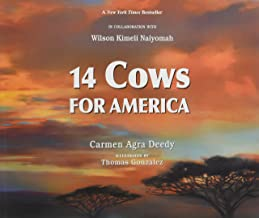 A New York Times Bestseller
IN COLLABORATION WITH
Wilson Kimeli Naiyomah
14 COWS
FOR AMERICA
Carmen Agra Deedy
ILLUSTRATED BY
Thomas Gonzalez